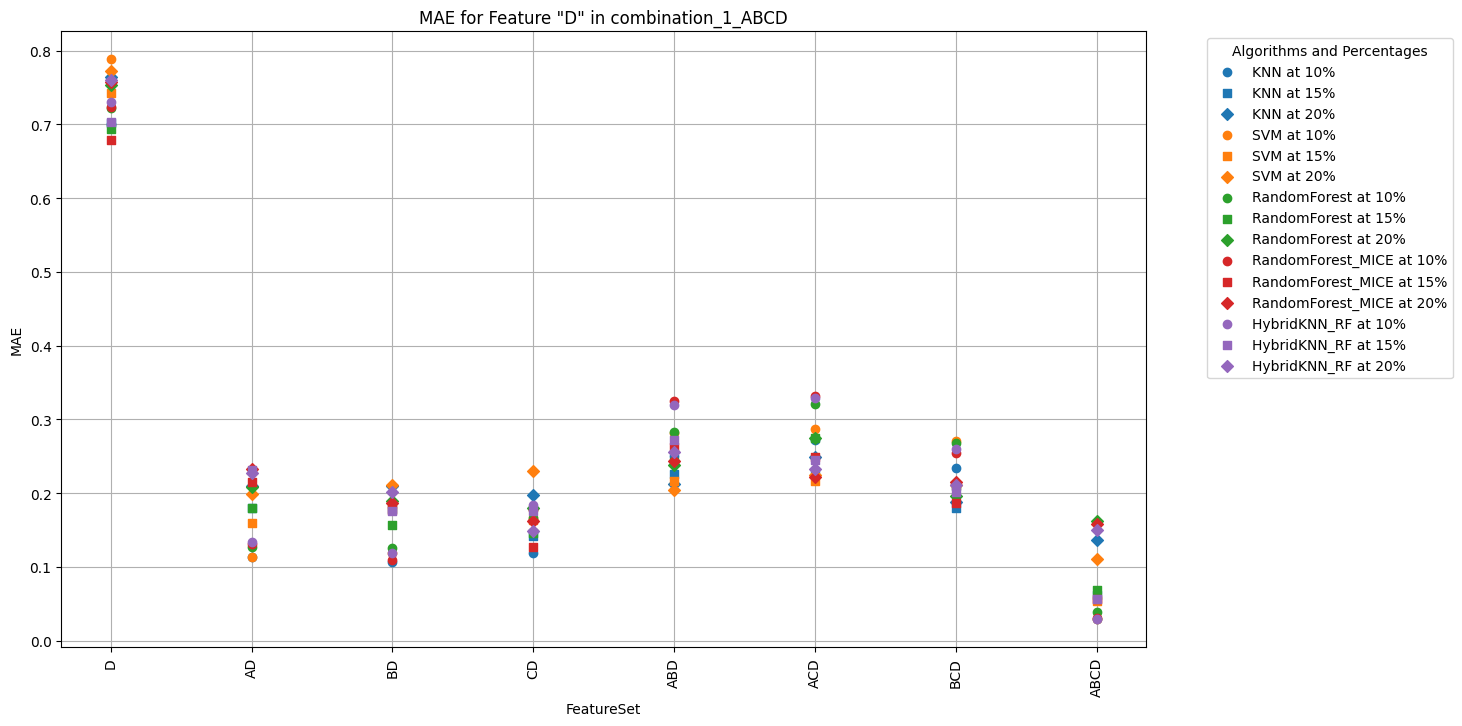 MAE for Feature "D" in combination_1_ABCD
0.8
0.7
0.6
0.5
0.4
0.3
0.2
0.1
0.0
MAE
D
AD
BD
CD
ABD
ACD
BCD
ABCD
FeatureSet
Algorithms and Percentages
KNN at 10%
KNN at 15%
KNN at 20%
SVM at 10%
SVM at 15%
SVM at 20%
RandomForest at 10%
RandomForest at 15%
RandomForest at 20%
RandomForest_MICE at 10%
RandomForest_MICE at 15%
RandomForest_MICE at 20%
HybridKNN_RF at 10%
HybridKNN_RF at 15%
HybridKNN_RF at 20%